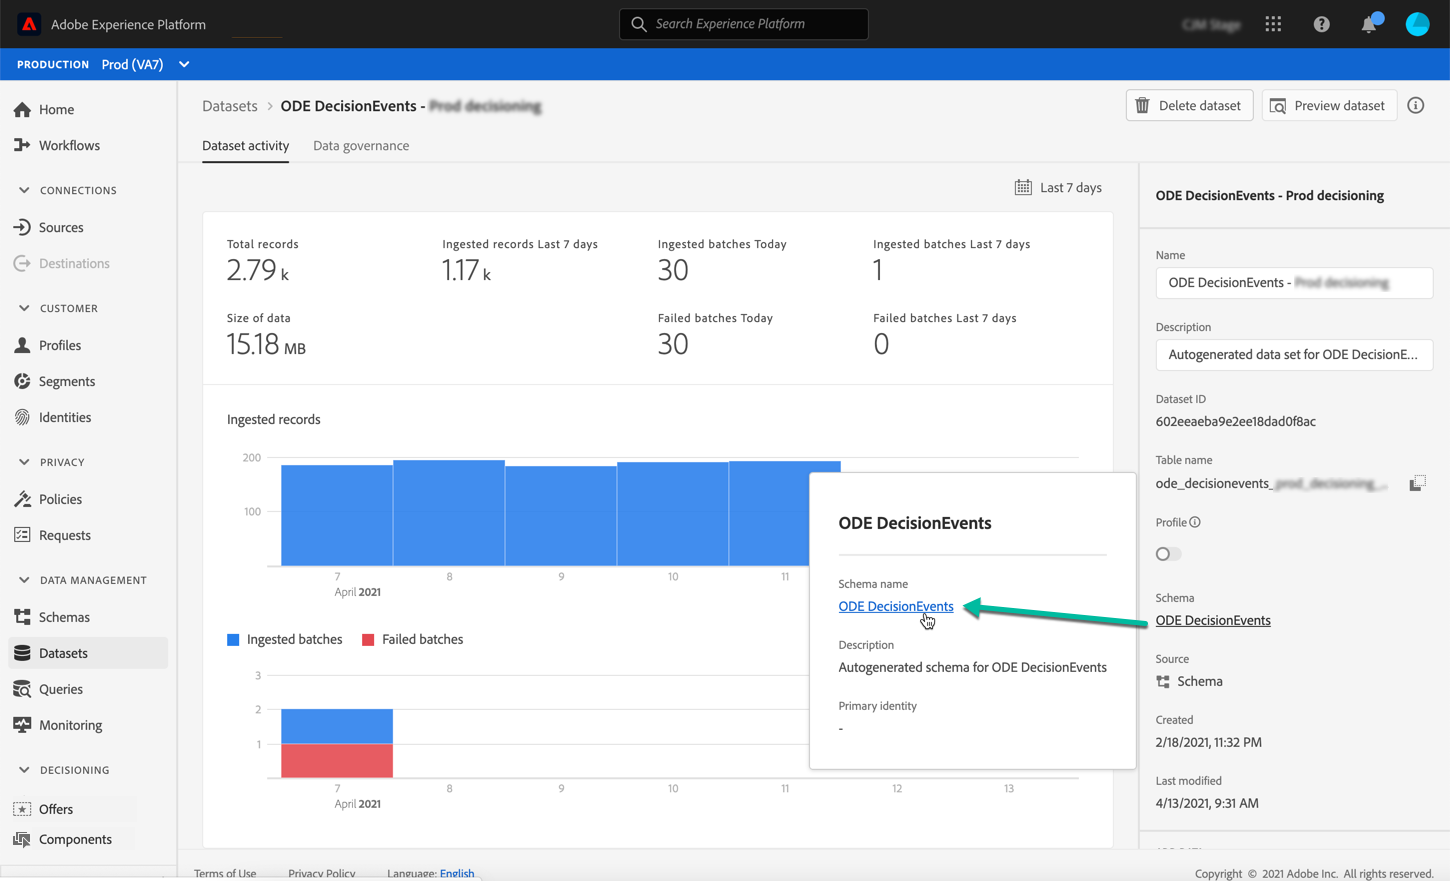 Adobe Experience Platform
Search Experience Platform
PRODUCTION Prod (VA7)
Home
Workflows
CONNECTIONS
Sources
Destinations
CUSTOMER
Profiles
Segments
Identities
PRIVACY
Policies
Requests
DATA MANAGEMENT
Schemas
Datasets
Queries
Monitoring
DECISIONING
Offers
Components
Datasets > ODE DecisionEvents -
Delete dataset
Preview dataset
Dataset activity
Data governance
Last 7 days
Total records
2.79 k
Ingested records Last 7 days
1.17 k
Ingested batches Today
30
Ingested batches Last 7 days
1
Size of data
15.18 MB
Failed batches Today
30
Failed batches Last 7 days
0
Ingested records
200
100
7 8 9 10 11
April 2021
Ingested batches Failed batches
3
2
1
7 8 9 10 11 12 13
April 2021
ODE DecisionEvents
Schema name
ODE DecisionEvents
Description
Autogenerated schema for ODE DecisionEvents
Primary identity
-
ODE DecisionEvents - Prod decisioning
Name
ODE DecisionEvents -
Description
Autogenerated data set for ODE DecisionE...
Dataset ID
602eeaeba9e2ee18dad0f8ac
Table name
ode_decisionevents_
Profile
Schema
ODE DecisionEvents
Source
Schema
Created
2/18/2021, 11:32 PM
Last modified
4/13/2021, 9:31 AM
Terms of Use Privacy Policy Language: English
Copyright © 2021 Adobe Inc. All rights reserved.